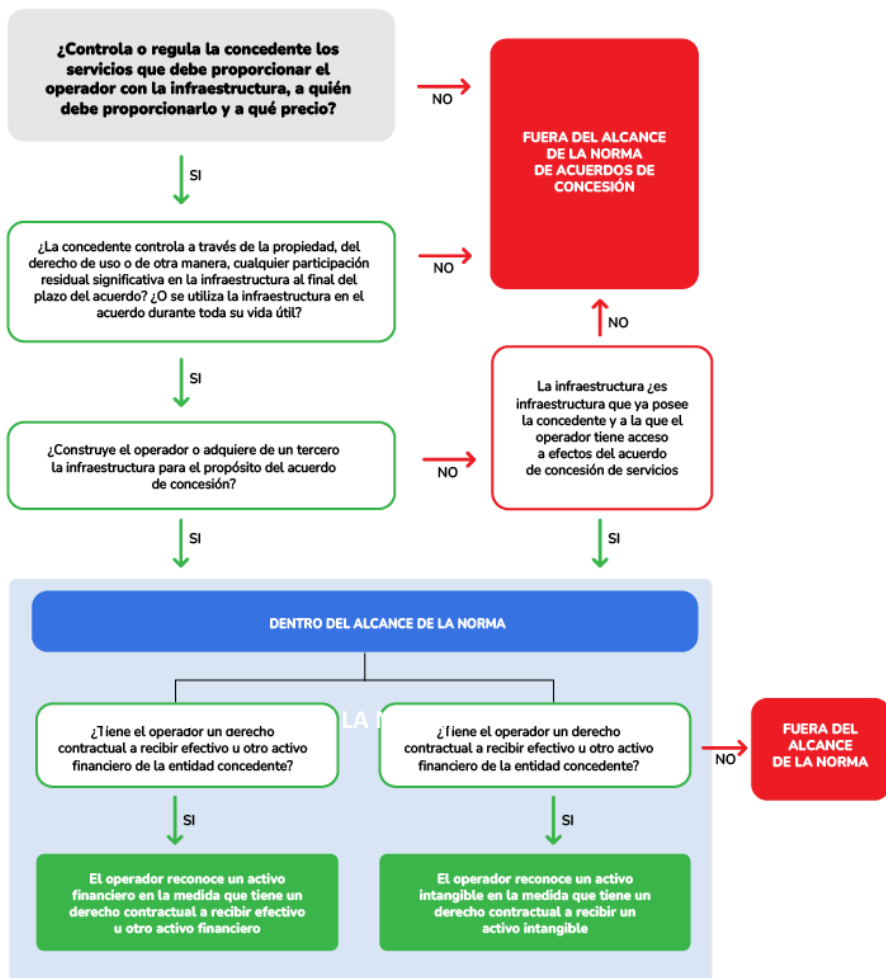 ¿Controla o regula la concedente los
servicios que debe proporcionar el
operador con la infraestructura, a quién
debe proporcionarlo y a qué precio?
NO
FUERA DEL ALCANCE
DE LA NORMA
DE ACUERDOS DE
CONCESIÓN
SI
¿La concedente controla a través de la propiedad, del
derecho de uso o de otra manera, cualquier participación
residual significativa en la infraestructura al final del
plazo del acuerdo? ¿O se utiliza la infraestructura en el
acuerdo durante toda su vida útil?
NO
NO
SI
La infraestructura ¿es
infraestructura que ya posee
la concedente y a la que el
operador tiene acceso
a efectos del acuerdo
de concesión de servicios
¿Construye el operador o adquiere de un tercero
la infraestructura para el propósito del acuerdo
de concesión?
NO
SI
SI
DENTRO DEL ALCANCE DE LA NORMA
LA
¿Tiene el operador un derecho
contractual a recibir efectivo u otro activo
financiero de la entidad concedente?
¿Tiene el operador un derecho
contractual a recibir efectivo u otro activo
financiero de la entidad concedente?
NO
FUERA DEL
ALCANCE
DE LA NORMA
SI
SI
El operador reconoce un activo
financiero en la medida que tiene un
derecho contractual a recibir efectivo
u otro activo financiero
El operador reconoce un activo
intangible en la medida que tiene un
derecho contractual a recibir un
activo intangible